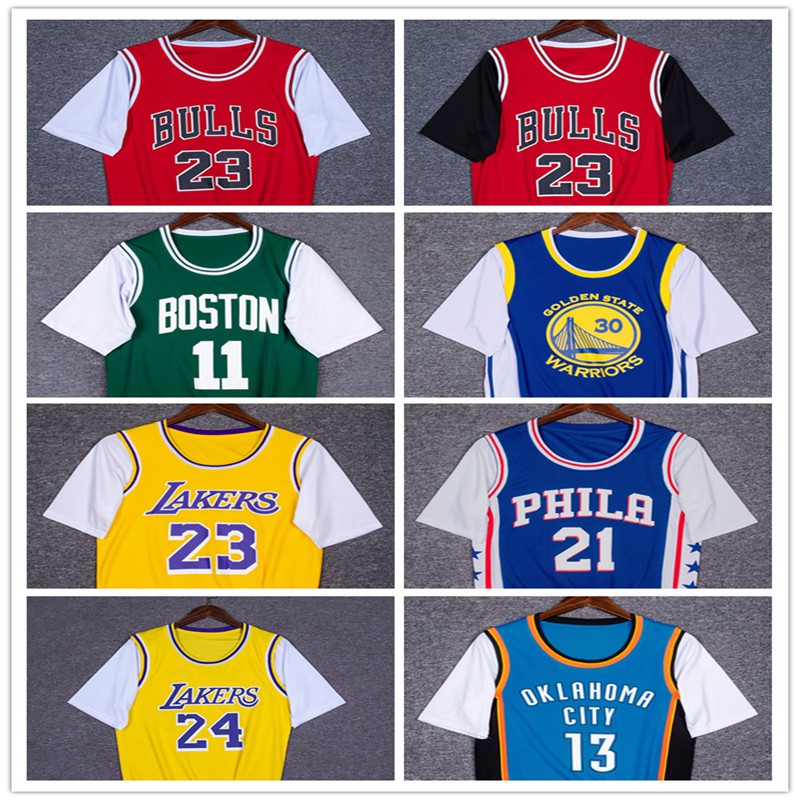 BULLS
23
BULLS
23
BOSTON
11
GOLDEN STATE
30
WARRIORS
LAKERS
23
PHILA
21
LAKERS
24
OKLAHOMA
CITY
13